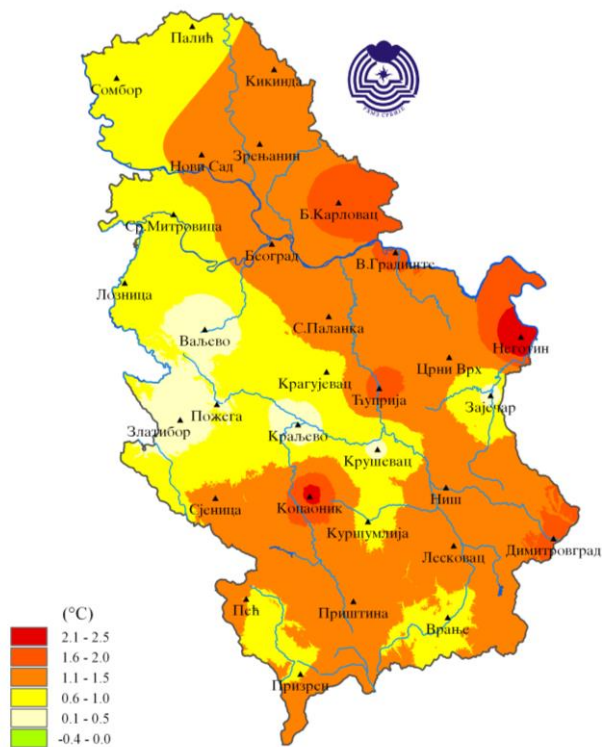 Палић
Кикинда
Сомбор
Зрењанин
Нови Сад
Б.Карловац
Ср.Митровица
Београд
В.Градиште
Лозница
С.Паланка
Ваљево
Неготин
Црни Врх
Крагујевац
Ћуприја
Зајечар
Пожега
Златибор
Краљево
Крушевац
Ниш
Сјеница
Копаоник
Куршумлија
Димитровград
Лесковац
Пећ
Приштина
Врање
Призрен
(°C)
2.1 - 2.5
1.6 - 2.0
1.1 - 1.5
0.6 - 1.0
0.1 - 0.5
-0.4 - 0.0